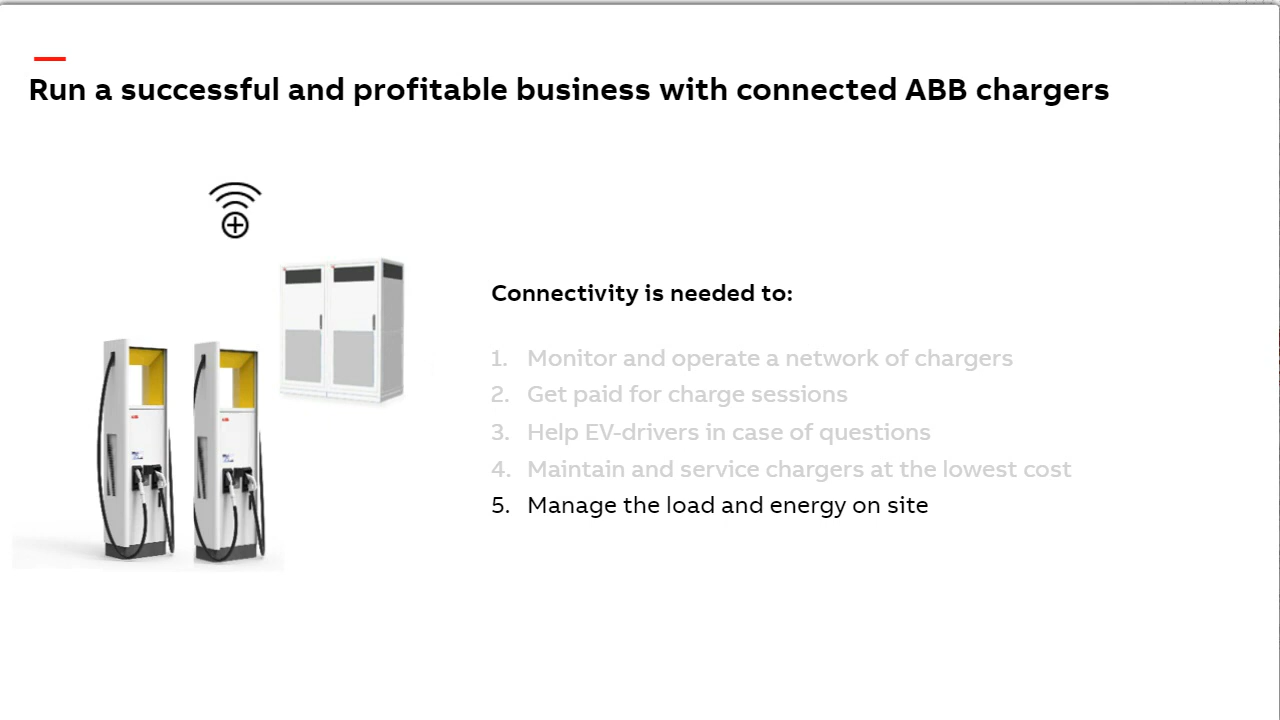 Run a successful and profitable business with connected ABB chargers
Connectivity is needed to:
1. Monitor and operate a network of chargers
2. Get paid for charge sessions
3. Help EV-drivers in case of questions
4. Maintain and service chargers at the lowest cost
5. Manage the load and energy on site